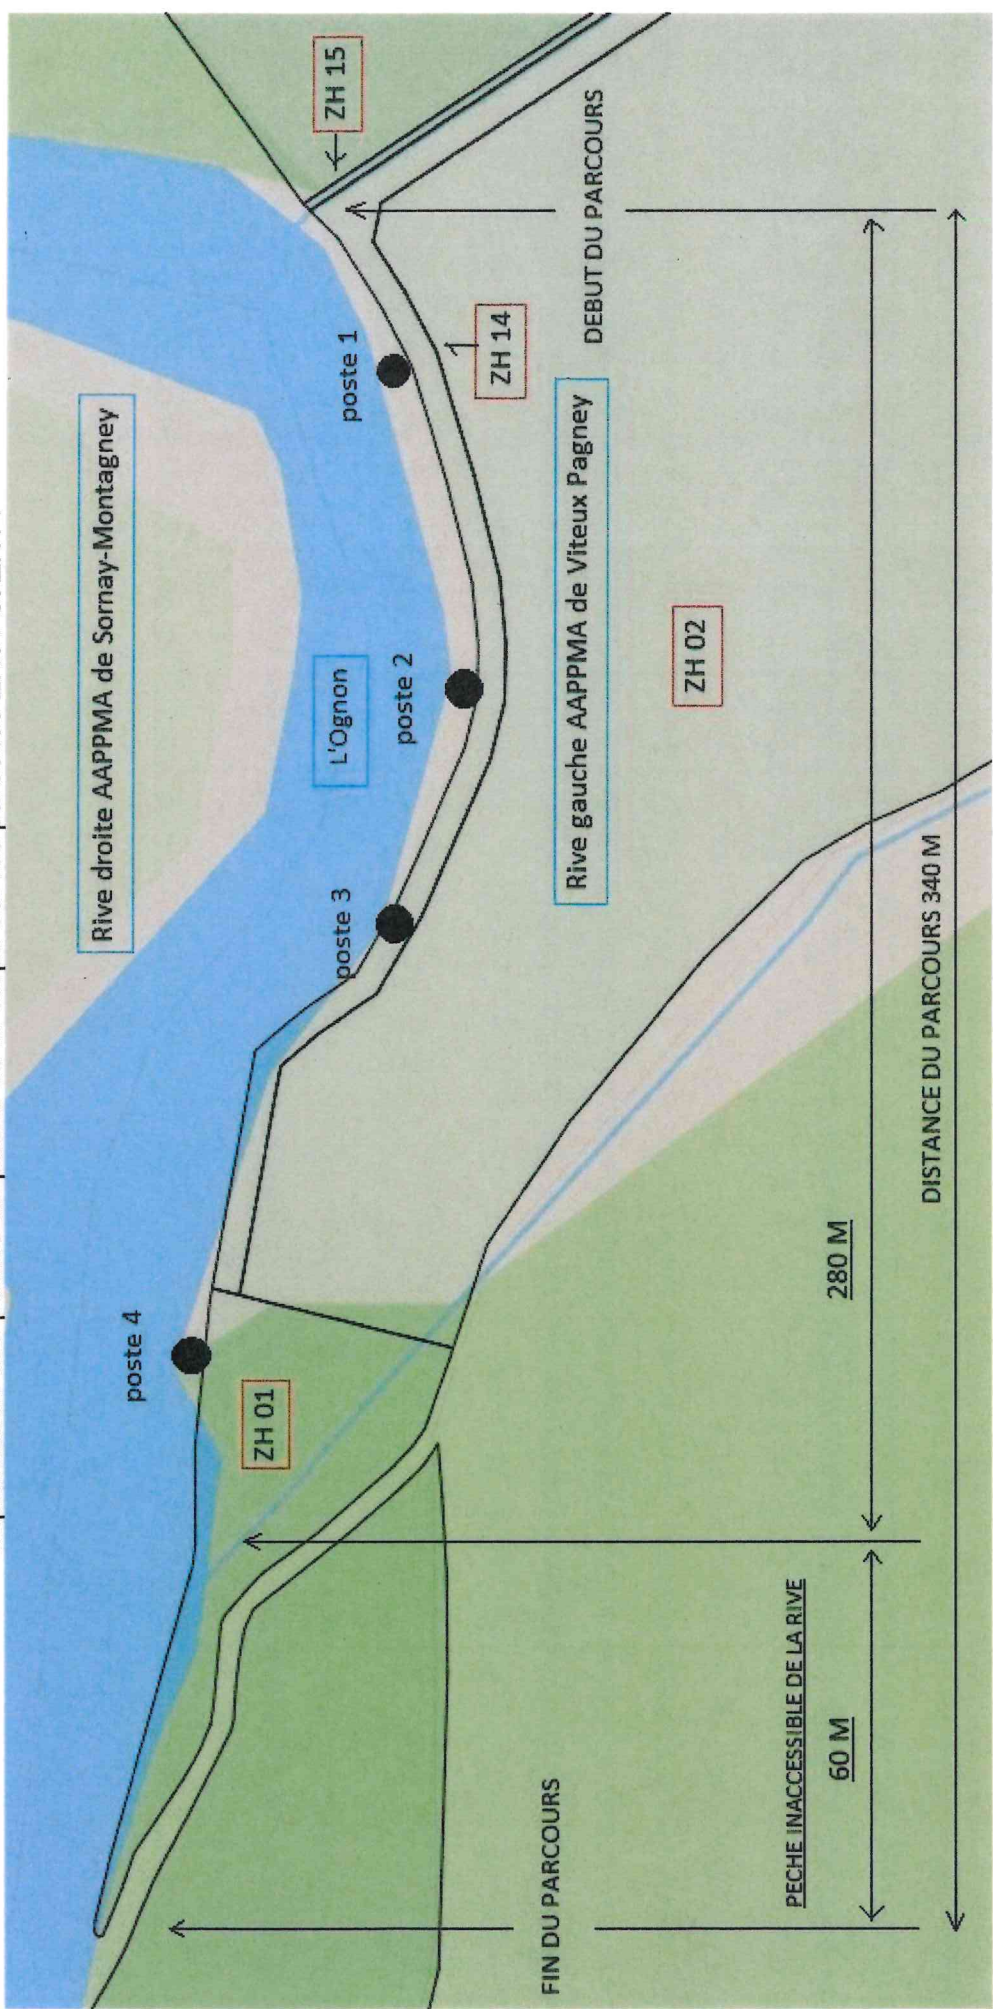 Rive droite AAPPMA de Sornay-Montagney
ZH 15
poste 1
L'Ognon
poste 2
poste 3
poste 4
ZH 14
DEBUT DU PARCOURS
Rive gauche AAPPMA de Viteux Pagney
ZH 02
ZH 01
280 M
DISTANCE DU PARCOURS 340 M
PECHE INACCESSIBLE DE LA RIVE
60 M
FIN DU PARCOURS